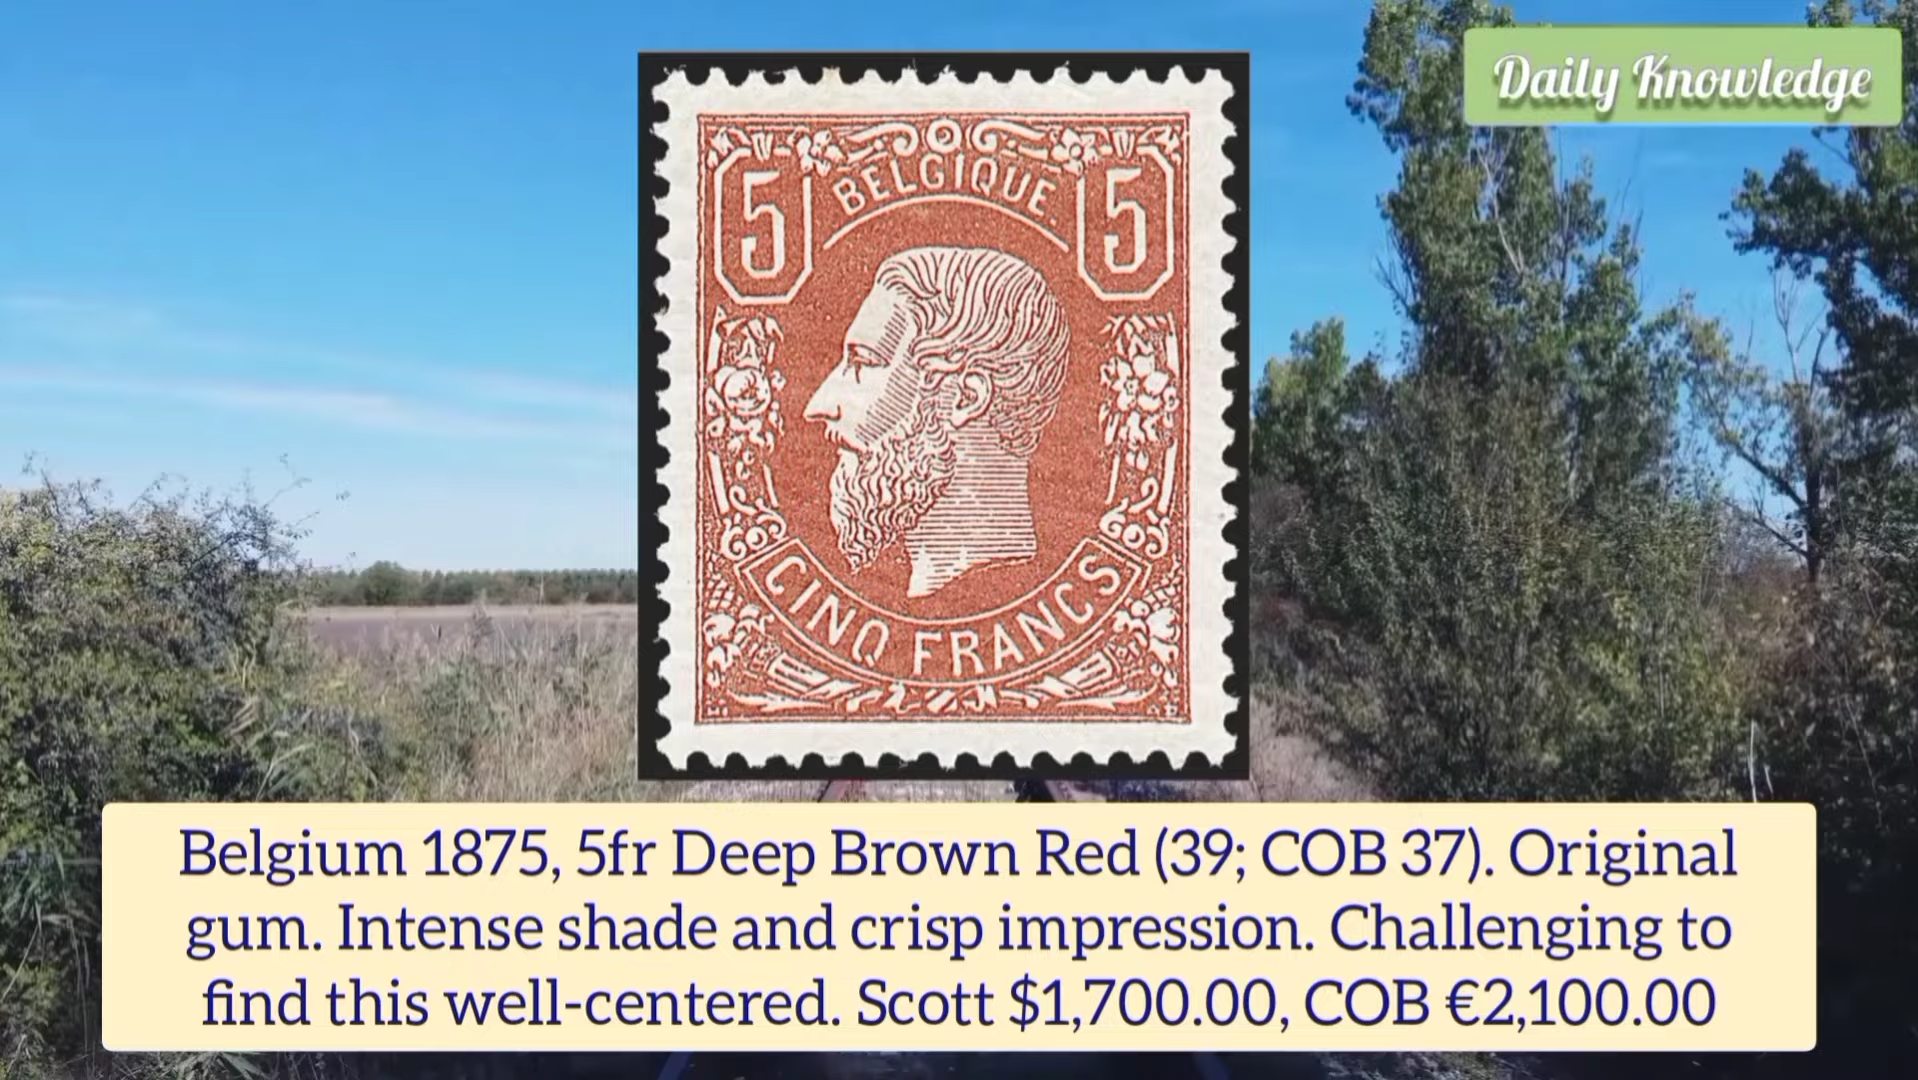 Daily Knowledge
5 BELGIQUE. 5
CINQ FRANCS
Belgium 1875, 5fr Deep Brown Red (39; COB 37). Original
gum. Intense shade and crisp impression. Challenging to
find this well-centered. Scott $1,700.00, COB €2,100.00